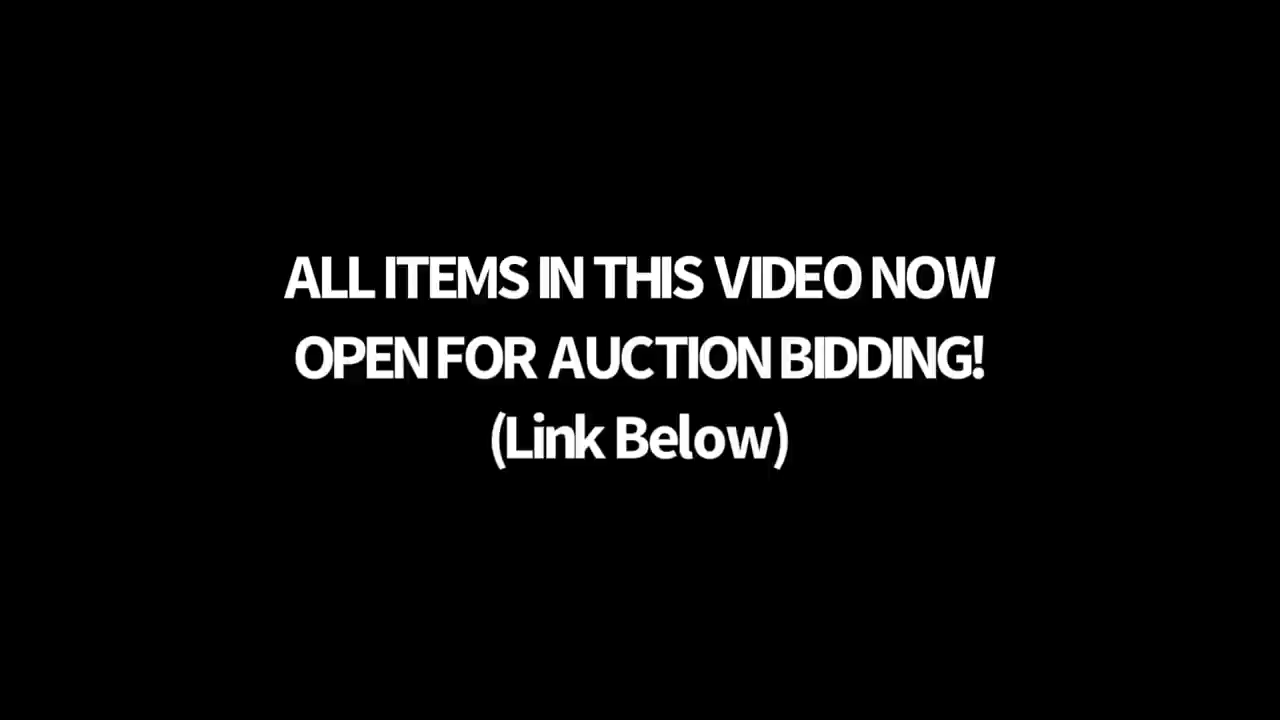 ALL ITEMS IN THIS VIDEO NOW
OPEN FOR AUCTION BIDDING!
(Link Below)